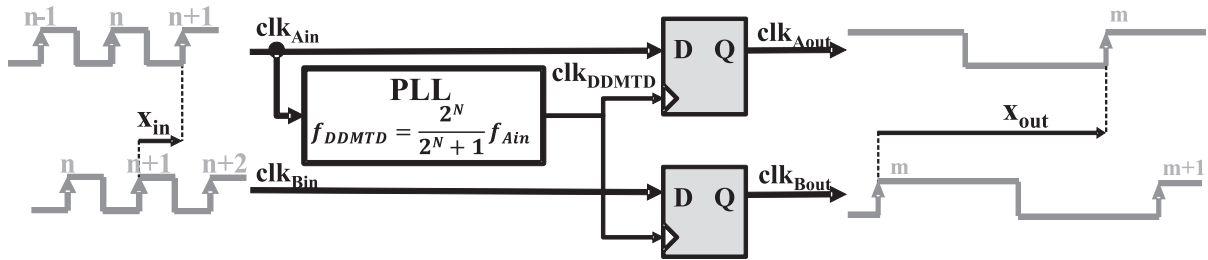 n-1 n n+1
clk_Ain
D Q
clk_Aout
m
PLL
f_DDMTD = 2^N / (2^N + 1) f_Ain
clk_DDMTD
x_in
x_out
n n+1 n+2
clk_Bin
D Q
clk_Bout
m
m+1